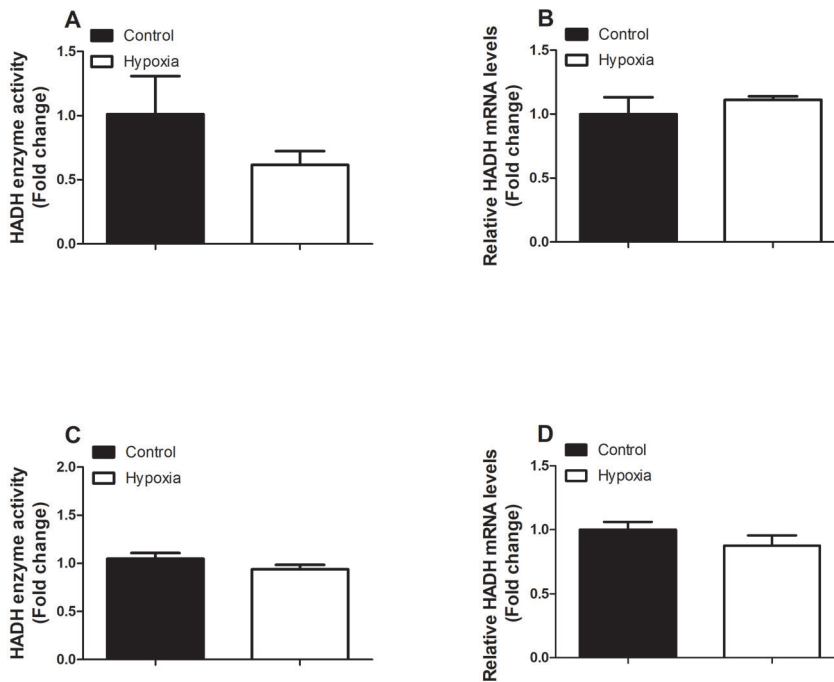 A
Control
Hypoxia
HADH enzyme activity
(Fold change)
1.5
1.0
0.5
0.0
B
Control
Hypoxia
Relative HADH mRNA levels
(Fold change)
1.5
1.0
0.5
0.0
C
Control
Hypoxia
HADH enzyme activity
(Fold change)
2.0
1.5
1.0
0.5
0.0
D
Control
Hypoxia
Relative HADH mRNA levels
(Fold change)
1.5
1.0
0.5
0.0